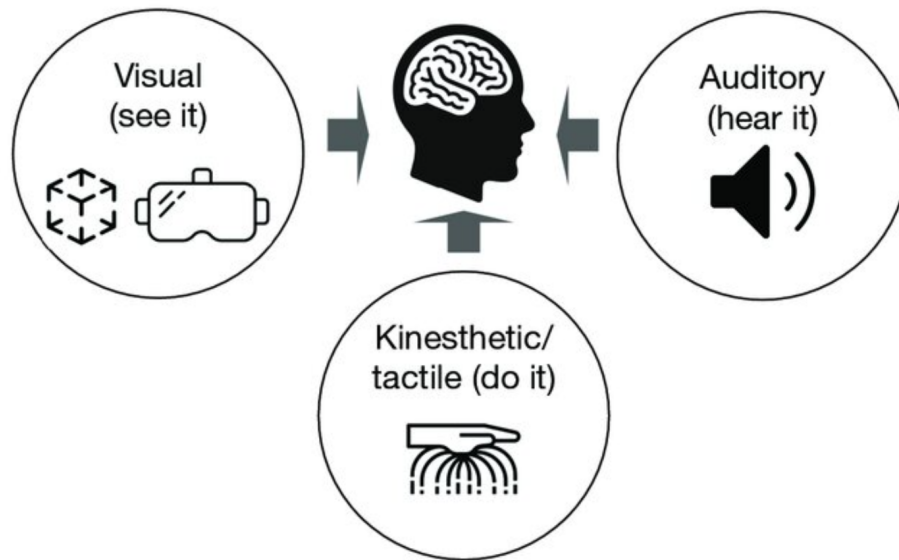 Visual
(see it)
Auditory
(hear it)
Kinesthetic/
tactile (do it)